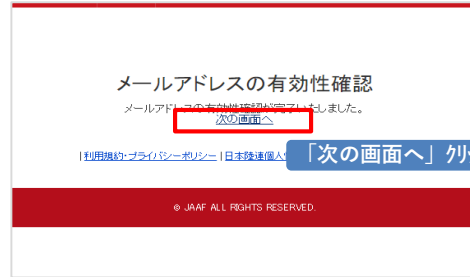 メールアドレスの有効性確認
メールアドレスの有効性確認が完了いたしました。
次の画面へ
|利用規約・プライバシーポリシー|日本陸連個人
「次の画面へ」クリ
© JAAF ALL RIGHTS RESERVED.